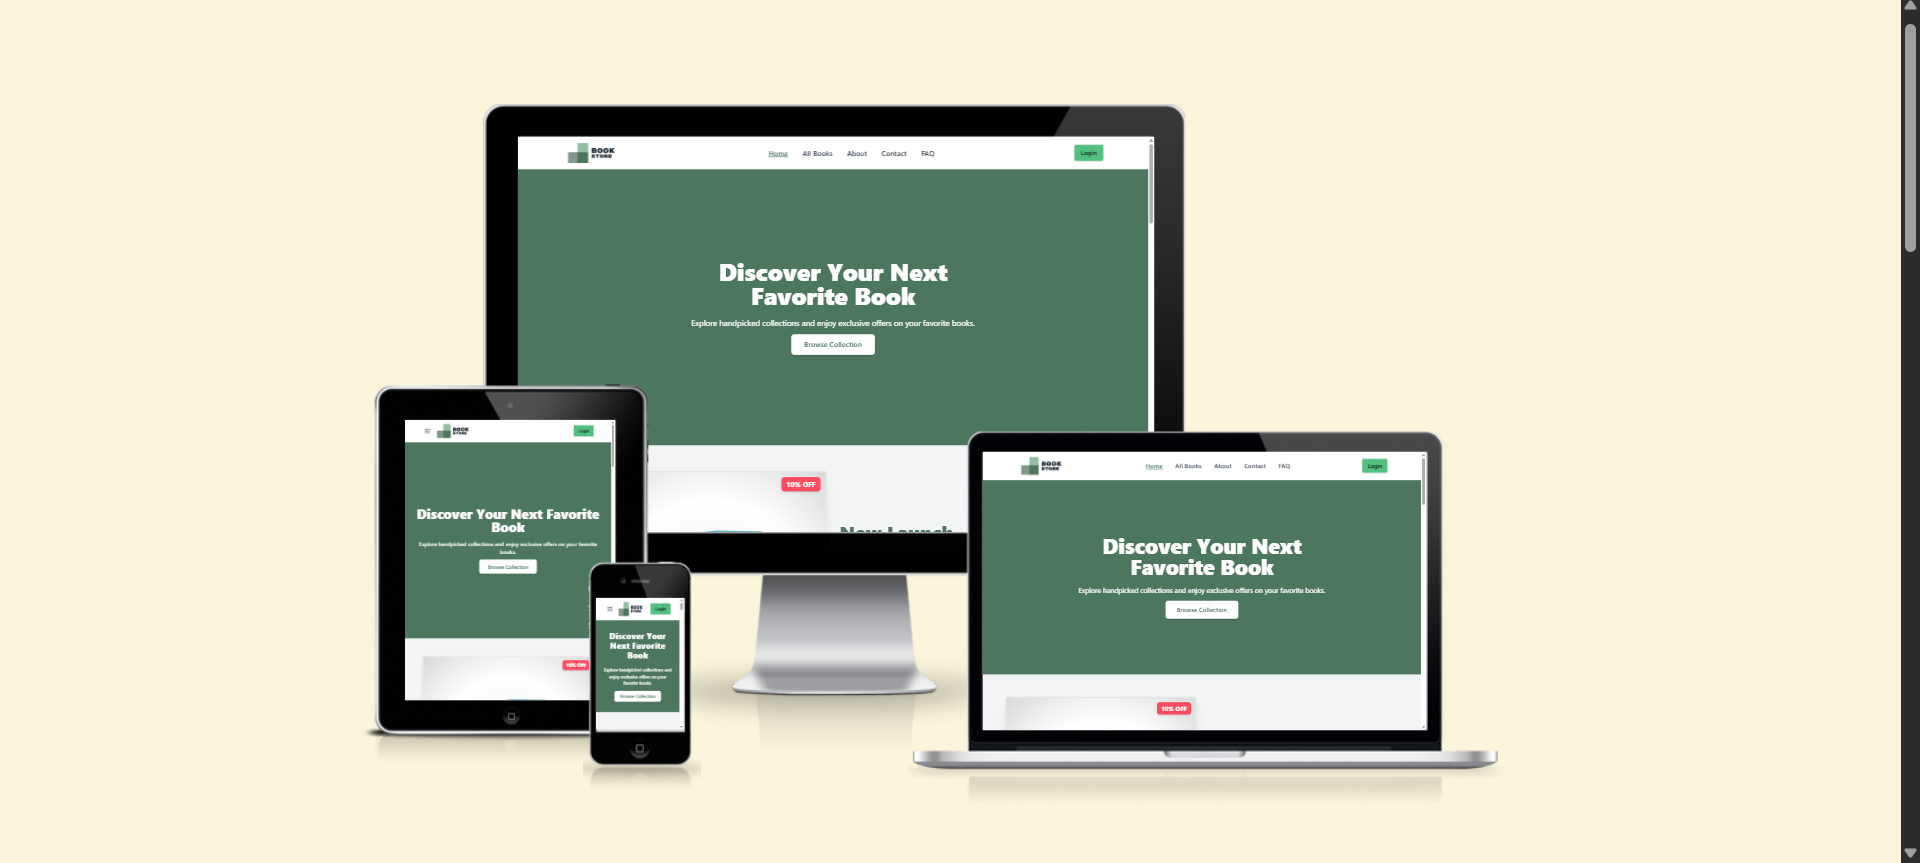 BOOK
STORE
Home
All Books
About
Contact
FAQ
Login
Discover Your Next
Favorite Book
Explore handpicked collections and enjoy exclusive offers on your favorite books.
Browse Collection
10% OFF
New Launch
BOOK
STORE
Login
Discover Your Next Favorite
Book
Explore handpicked collections and enjoy exclusive offers on your favorite
books.
Browse Collection
10% OFF
BOOK
STORE
Login
Discover Your
Next Favorite
Book
Explore handpicked collections and
enjoy exclusive offers on your
favorite books.
Browse Collection
BOOK
STORE
Home
All Books
About
Contact
FAQ
Login
Discover Your Next
Favorite Book
Explore handpicked collections and enjoy exclusive offers on your favorite books.
Browse Collection
10% OFF